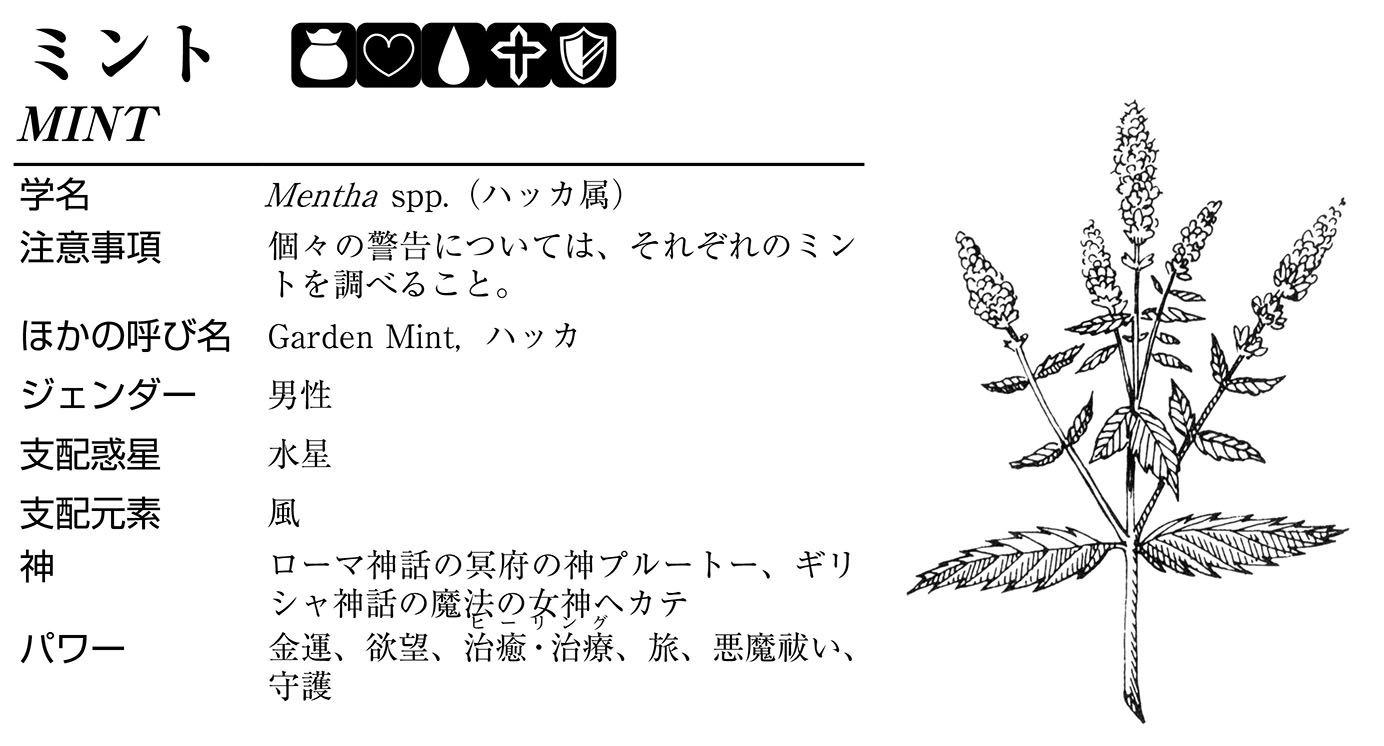 ミント
MINT
学名 Mentha spp.（ハッカ属）
注意事項 個々の警告については、それぞれのミン
トを調べること。
ほかの呼び名 Garden Mint, ハッカ
ジェンダー 男性
支配惑星 水星
支配元素 風
神 ローマ神話の冥府の神プルートー、ギリ
シャ神話の魔法の女神ヘカテ
ヒーリング
パワー 金運、欲望、治癒・治療、旅、悪魔祓い、
守護